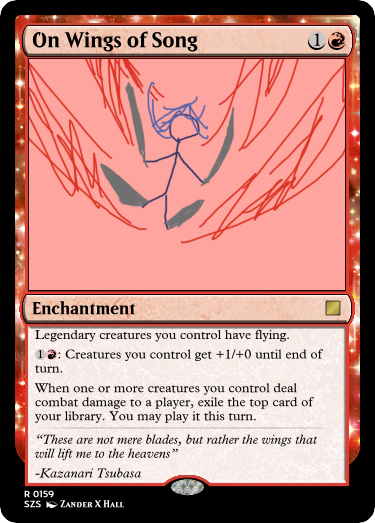 On Wings of Song 1
Enchantment
Legendary creatures you control have flying.
1: Creatures you control get +1/+0 until end of
turn.
When one or more creatures you control deal
combat damage to a player, exile the top card of
your library. You may play it this turn.
“These are not mere blades, but rather the wings that
will lift me to the heavens”
-Kazanari Tsubasa
R 0159
SZS Zander X Hall